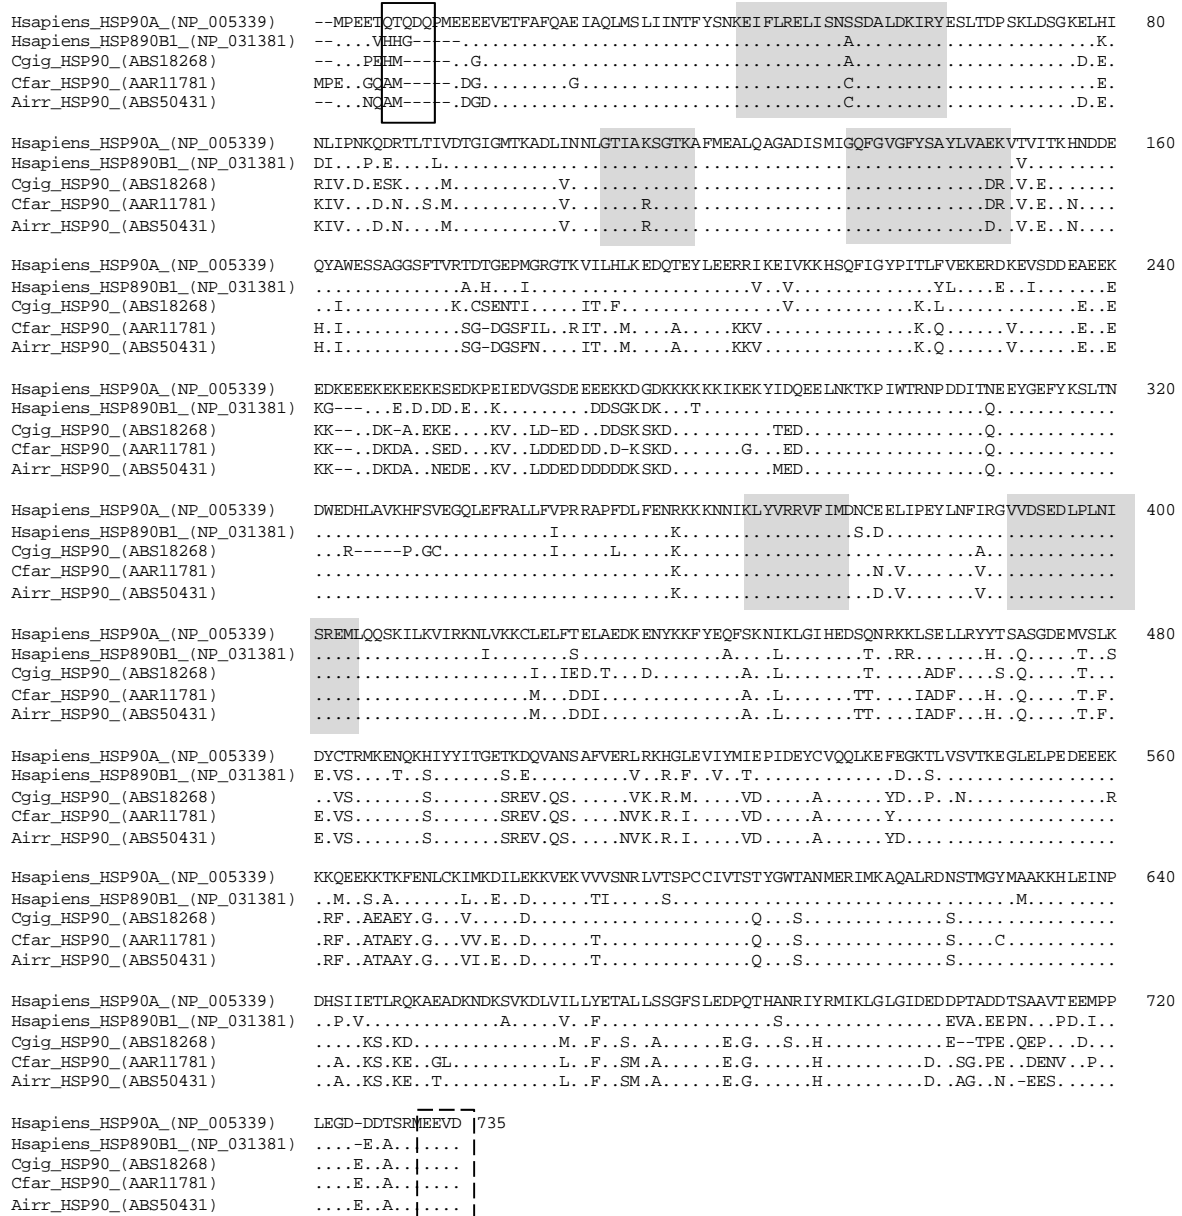 Hsapiens_HSP90A_(NP_005339) --MPEETQTQDQPMEEEEVETFAFQAEIAQLMSLIINTFYSNKEIFLRELISNSSDALDKIRYESLTDPSKLDSGKELHI 80
Hsapiens_HSP890B1_(NP_031381) --....VHHG-----.........................................A........................K.
Cgig_HSP90_(ABS18268) --...PEHM------....G....................................A......................D.E.
Cfar_HSP90_(AAR11781) MPE..GQAM-----..DG.........G...........................C........................E.
Airr_HSP90_(ABS50431) --...NQAM-----..DGD....................................C......................D.E.
Hsapiens_HSP90A_(NP_005339) NLIPNKQDRTLTIVDTGIGMTKADLINNLGTIAKSGTKAFMEALQAGADISMIGQFGVGFYSAYLVAEKVTVITKHNDDE 160
Hsapiens_HSP890B1_(NP_031381) DI...P.E....L..........................................................V.........
Cgig_HSP90_(ABS18268) RIV.D.ESK....M...........V.........................................DR.V.E.......
Cfar_HSP90_(AAR11781) KIV...D.N..S.M...........V.......R.................................DR.V.E..N....
Airr_HSP90_(ABS50431) KIV...D.N....M...........V.......R.................................D..V.E..N....
Hsapiens_HSP90A_(NP_005339) QYAWESSAGGSFTVRTDTGEPMGRGTKVILHLKEDQTEYLEERRIKEIVKKHSQFIGYPITLFVEKERDKEVSDDEAEEK 240
Hsapiens_HSP890B1_(NP_031381) ...............A.H...I......................V..V..............YL....E..I.......E
Cgig_HSP90_(ABS18268) ..I...........K.CSENTI.....IT.F................V............K.L.............E..E
Cfar_HSP90_(AAR11781) H.I............SG-DGSFIL..RIT..M....A.....KKV...............K.Q......V......E..E
Airr_HSP90_(ABS50431) H.I............SG-DGSFN....IT..M....A.....KKV...............K.Q......V......E..E
Hsapiens_HSP90A_(NP_005339) EDKEEEKEKEEKESEDKPEIEDVGSDEEEEKKDGDKKKKKKIKEKYIDQEELNKTKPIWTRNPDDITNEEYGEFYKSLTN 320
Hsapiens_HSP890B1_(NP_031381) KG---...E.D.DD.E..K.........DDSGKDK...T............................Q............
Cgig_HSP90_(ABS18268) KK--..DK-A.EKE....KV..LD-ED..DDSKSKD..........TED..................Q............
Cfar_HSP90_(AAR11781) KK--..DKDA..SED...KV..LDDEDDD.D-KSKD.......G...ED..................Q............
Airr_HSP90_(ABS50431) KK--..DKDA..NEDE..KV..LDDEDDDDDDKSKD..........MED..................Q............
Hsapiens_HSP90A_(NP_005339) DWEDHLAVKHFSVEGQLEFRALLFVPRRAPFDLFENRKKKNNIKLYVRRVFIMDNCEELIPEYLNFIRGVVDSEDLPLNI 400
Hsapiens_HSP890B1_(NP_031381) ........................I...........K.................S.D.......................
Cgig_HSP90_(ABS18268) ...R-----P.GC...........I.....L.....K.............................A.............
Cfar_HSP90_(AAR11781) ....................................K...................N.V.......V.............
Airr_HSP90_(ABS50431) ....................................K...................D.V.......V.............
Hsapiens_HSP90A_(NP_005339) SREMLQQSKILKVIRKNLVKKCLELFTELAEDKENYKKFYEQFSKNIKLGIHEDSQNRKKLSELLRYYTSASGDEMVSLK 480
Hsapiens_HSP890B1_(NP_031381) .................I........S..............Q....L........T..RR.......H..Q.....T..S
Cgig_HSP90_(ABS18268) ......................I..IED.T...D.........A..L........T.....ADF...S.Q.....T...
Cfar_HSP90_(AAR11781) ......................M...DDI..............A..L.......TT....IADF...H..Q.....T.F.
Airr_HSP90_(ABS50431) ......................M...DDI..............A..L.......TT....IADF...H..Q.....T.F.
Hsapiens_HSP90A_(NP_005339) DYCTRMKENQKHIYYITGETKDQVANSAFVERLRKHGLEVIYMIEPIDEYCVQQLKEFEGKTLVSVTKEGLELPEDEEEK 560
Hsapiens_HSP890B1_(NP_031381) E.VS....T..S.......S.E..........V..R.F..V..T...............D..S.................
Cgig_HSP90_(ABS18268) ..VS.......S.......SREV.QS......VK.R.M.....VD.....A......YD..P..N..............R
Cfar_HSP90_(AAR11781) E.VS.......S.......SREV.QS.....NVK.R.I.....VD.....A......Y......................
Airr_HSP90_(ABS50431) E.VS.......S.......SREV.QS.....NVK.R.I.....VD.....A......YD.....................
Hsapiens_HSP90A_(NP_005339) KKQEEKKTKFENLCKIMKDILEKKVEKVVVSNRLVTSPCCIVTSTYGWTANMERIMKAQALRDNSTMGYMAAKKHLEINP 640
Hsapiens_HSP890B1_(NP_031381) ..M..S.A.......L..E..D......TI......S..................................M.........
Cgig_HSP90_(ABS18268) .RF..AEAEY.G...V.....D......................Q...S...............S...............
Cfar_HSP90_(AAR11781) .RF..ATAEY.G...VV.E..D......T...............Q...S...............S....C..........
Airr_HSP90_(ABS50431) .RF..ATAAY.G...VI.E..D......T...............Q...S...............S...............
Hsapiens_HSP90A_(NP_005339) DHSIIETLRQKAEADKNDKSVKDLVILLYETALLSSGFSLEDPQTHANRIYRMIKLGLGIDEDDPTADDTSAAVTEEMPP 720
Hsapiens_HSP890B1_(NP_031381) ..P.V..............A.....V..F.................S................EVA.EEPN...PD.I..
Cgig_HSP90_(ABS18268) .....KS.KD...............M..F..S..A......E.G...S..H............E--TPE.QEP...D...
Cfar_HSP90_(AAR11781) ..A..KS.KE...GL..........L..F..SM.A......E.G......H...........D..SG.PE..DENV..P.
Airr_HSP90_(ABS50431) ..A..KS.KE...T...........L..F..SM.A......E.G......H...........D..AG..N.-EES.....
Hsapiens_HSP90A_(NP_005339) LEGD-DDTSRMEEVD 735
Hsapiens_HSP890B1_(NP_031381) ....-E.A.......
Cgig_HSP90_(ABS18268) ....E..A.......
Cfar_HSP90_(AAR11781) ....E..A.......
Airr_HSP90_(ABS50431) ....E..A.......